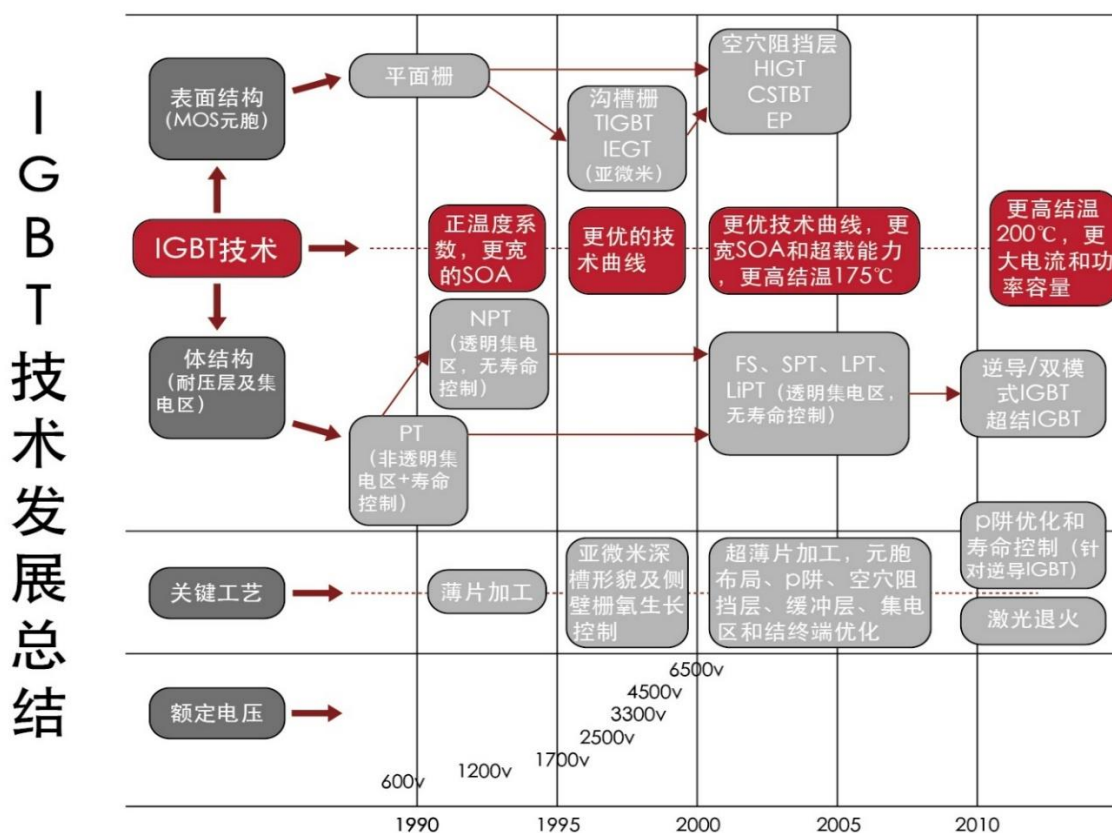 IGBT技术发展总结
表面结构
(MOS元胞)
平面栅
沟槽栅
TIGBT
IEGT
(亚微米)
空穴阻挡层
HIGT
CSTBT
EP
IGBT技术
正温度系
数，更宽
的SOA
更优的技
术曲线
更优技术曲线，更
宽SOA和超载能力
，更高结温175℃
更高结温
200℃，更
大电流和功
率容量
体结构
（耐压层及集
电区）
NPT
（透明集电
区，无寿命
控制）
PT
（非透明集
电区+寿命
控制）
FS、SPT、LPT、
LiPT（透明集电区，
无寿命控制）
逆导/双模
式IGBT
超结IGBT
关键工艺
薄片加工
亚微米深
槽形貌及侧
壁栅氧生长
控制
超薄片加工，元胞
布局、p阱、空穴阻
挡层、缓冲层、集电
区和结终端优化
p阱优化和
寿命控制（针
对逆导IGBT）
激光退火
额定电压
600v
1200v
1700v
2500v
3300v
4500v
6500v
1990
1995
2000
2005
2010